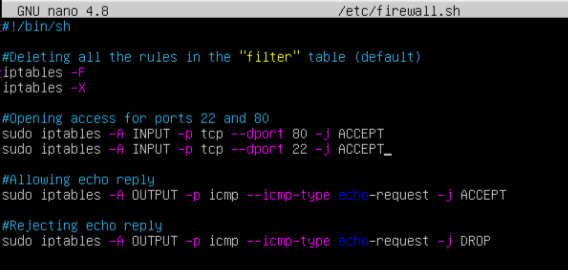 GNU nano 4.8 /etc/firewall.sh
#!/bin/sh
#Deleting all the rules in the "filter" table (default)
iptables -F
iptables -X
#Opening access for ports 22 and 80
sudo iptables -A INPUT -p tcp --dport 80 -j ACCEPT
sudo iptables -A INPUT -p tcp --dport 22 -j ACCEPT_
#Allowing echo reply
sudo iptables -A OUTPUT -p icmp --icmp-type echo-request -j ACCEPT
#Rejecting echo reply
sudo iptables -A OUTPUT -p icmp --icmp-type echo-request -j DROP